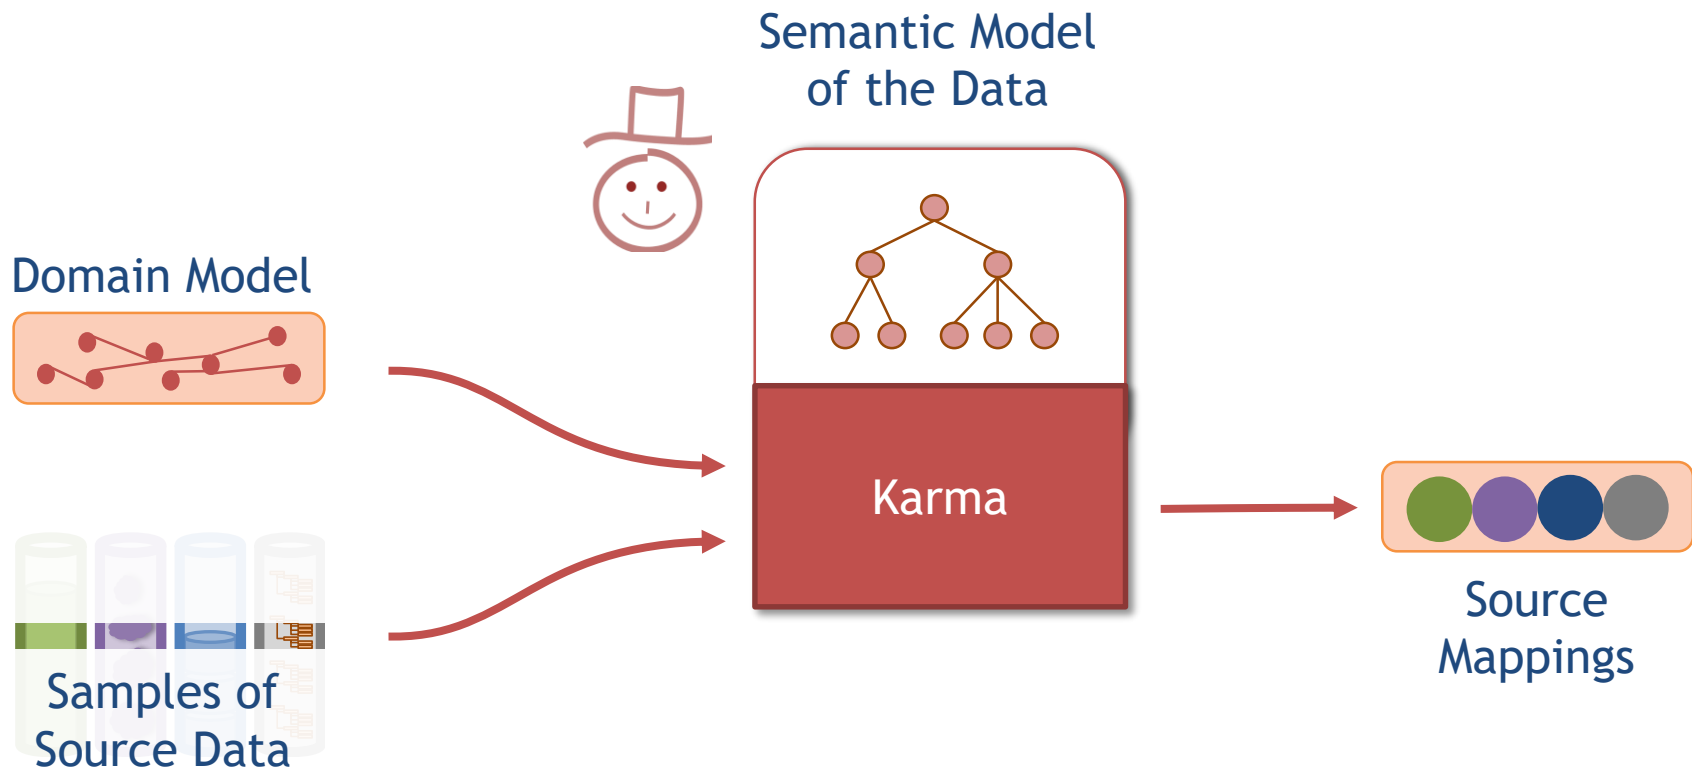 Semantic Model
of the Data
Domain Model
Karma
Samples of
Source Data
Source
Mappings